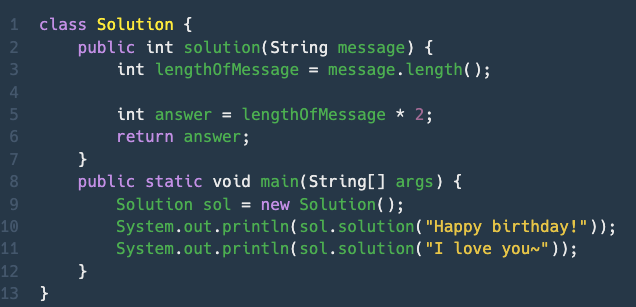 1 class Solution {
2     public int solution(String message) {
3         int lengthOfMessage = message.length();
4
5         int answer = lengthOfMessage * 2;
6         return answer;
7     }
8     public static void main(String[] args) {
9         Solution sol = new Solution();
10         System.out.println(sol.solution("Happy birthday!"));
11         System.out.println(sol.solution("I love you~"));
12     }
13 }